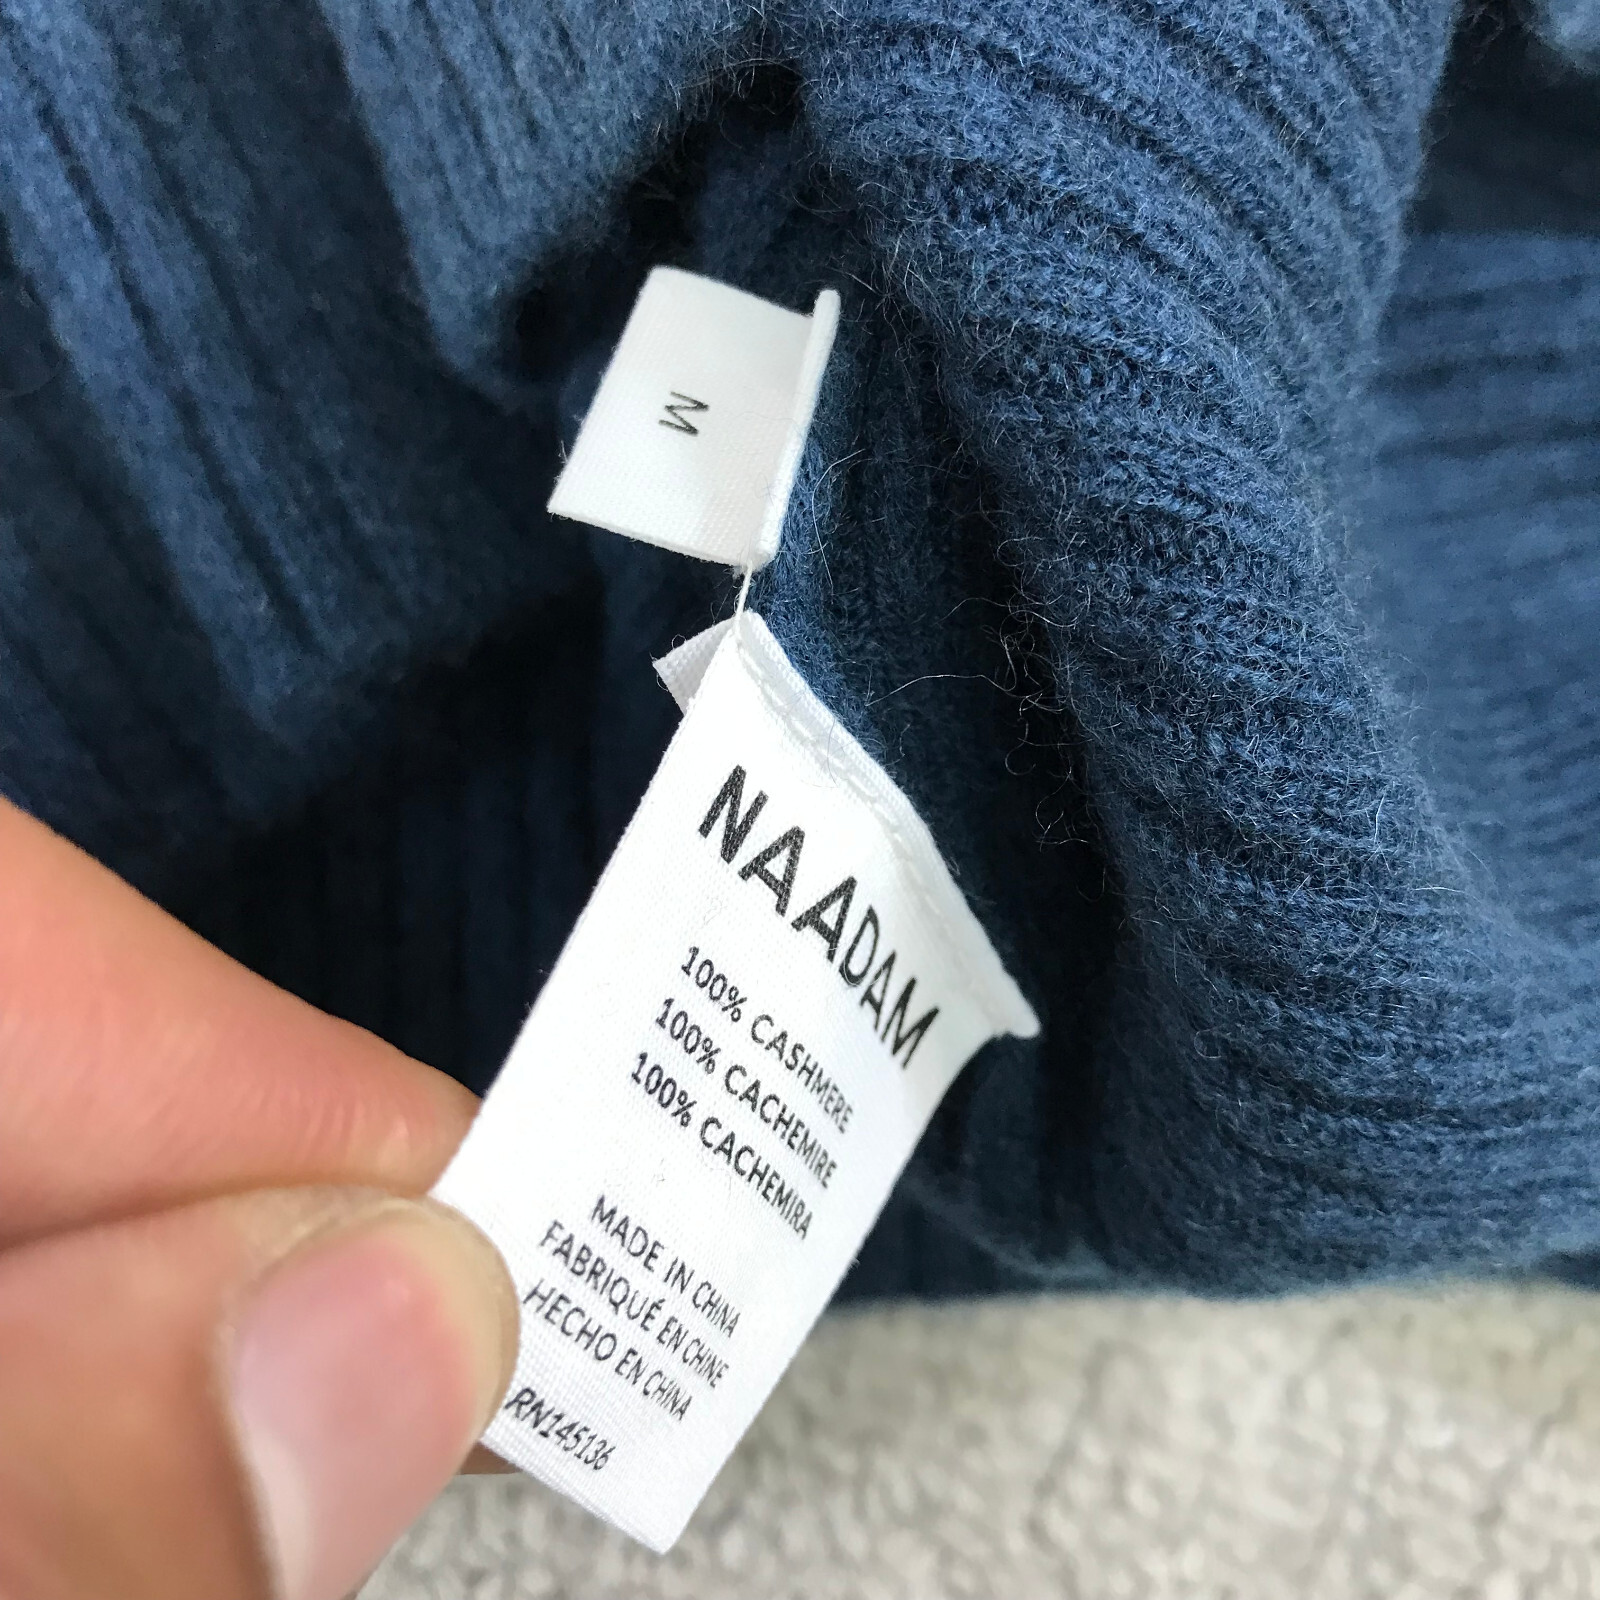 M
NAADAM
100% CASHMERE
100% CACHEMIRE
100% CACHEMIRA
MADE IN CHINA
FABRIQUÉ EN CHINE
HECHO EN CHINA
RN145136